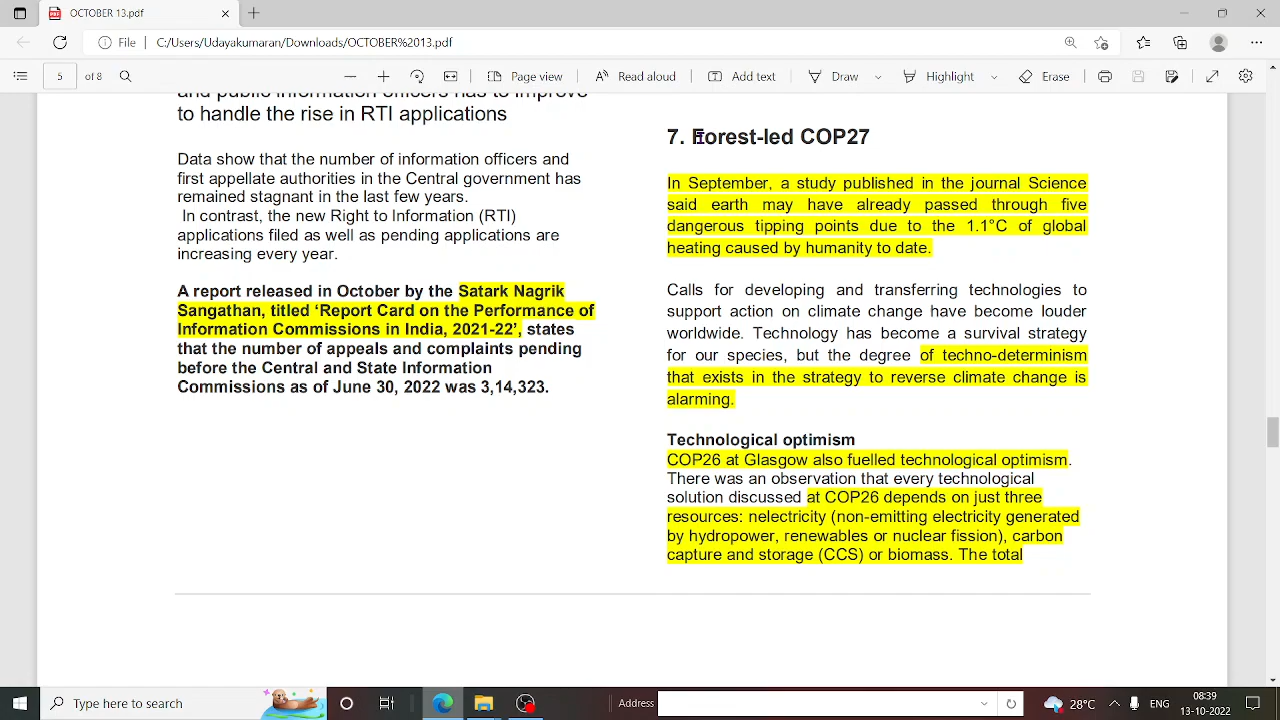 OCTOBER 13.pdf
File
C:/Users/Udayakumaran/Downloads/OCTOBER%2013.pdf
5 of 8
Page view
Read aloud
Add text
Draw
Highlight
Erase
and public information officers has to improve
to handle the rise in RTI applications
Data show that the number of information officers and
first appellate authorities in the Central government has
remained stagnant in the last few years.
In contrast, the new Right to Information (RTI)
applications filed as well as pending applications are
increasing every year.
A report released in October by the Satark Nagrik
Sangathan, titled ‘Report Card on the Performance of
Information Commissions in India, 2021-22’, states
that the number of appeals and complaints pending
before the Central and State Information
Commissions as of June 30, 2022 was 3,14,323.
7. Forest-led COP27
In September, a study published in the journal Science
said earth may have already passed through five
dangerous tipping points due to the 1.1°C of global
heating caused by humanity to date.
Calls for developing and transferring technologies to
support action on climate change have become louder
worldwide. Technology has become a survival strategy
for our species, but the degree of techno-determinism
that exists in the strategy to reverse climate change is
alarming.
Technological optimism
COP26 at Glasgow also fuelled technological optimism.
There was an observation that every technological
solution discussed at COP26 depends on just three
resources: nelectricity (non-emitting electricity generated
by hydropower, renewables or nuclear fission), carbon
capture and storage (CCS) or biomass. The total
Type here to search
Address
28°C
ENG
08:39
13-10-2022